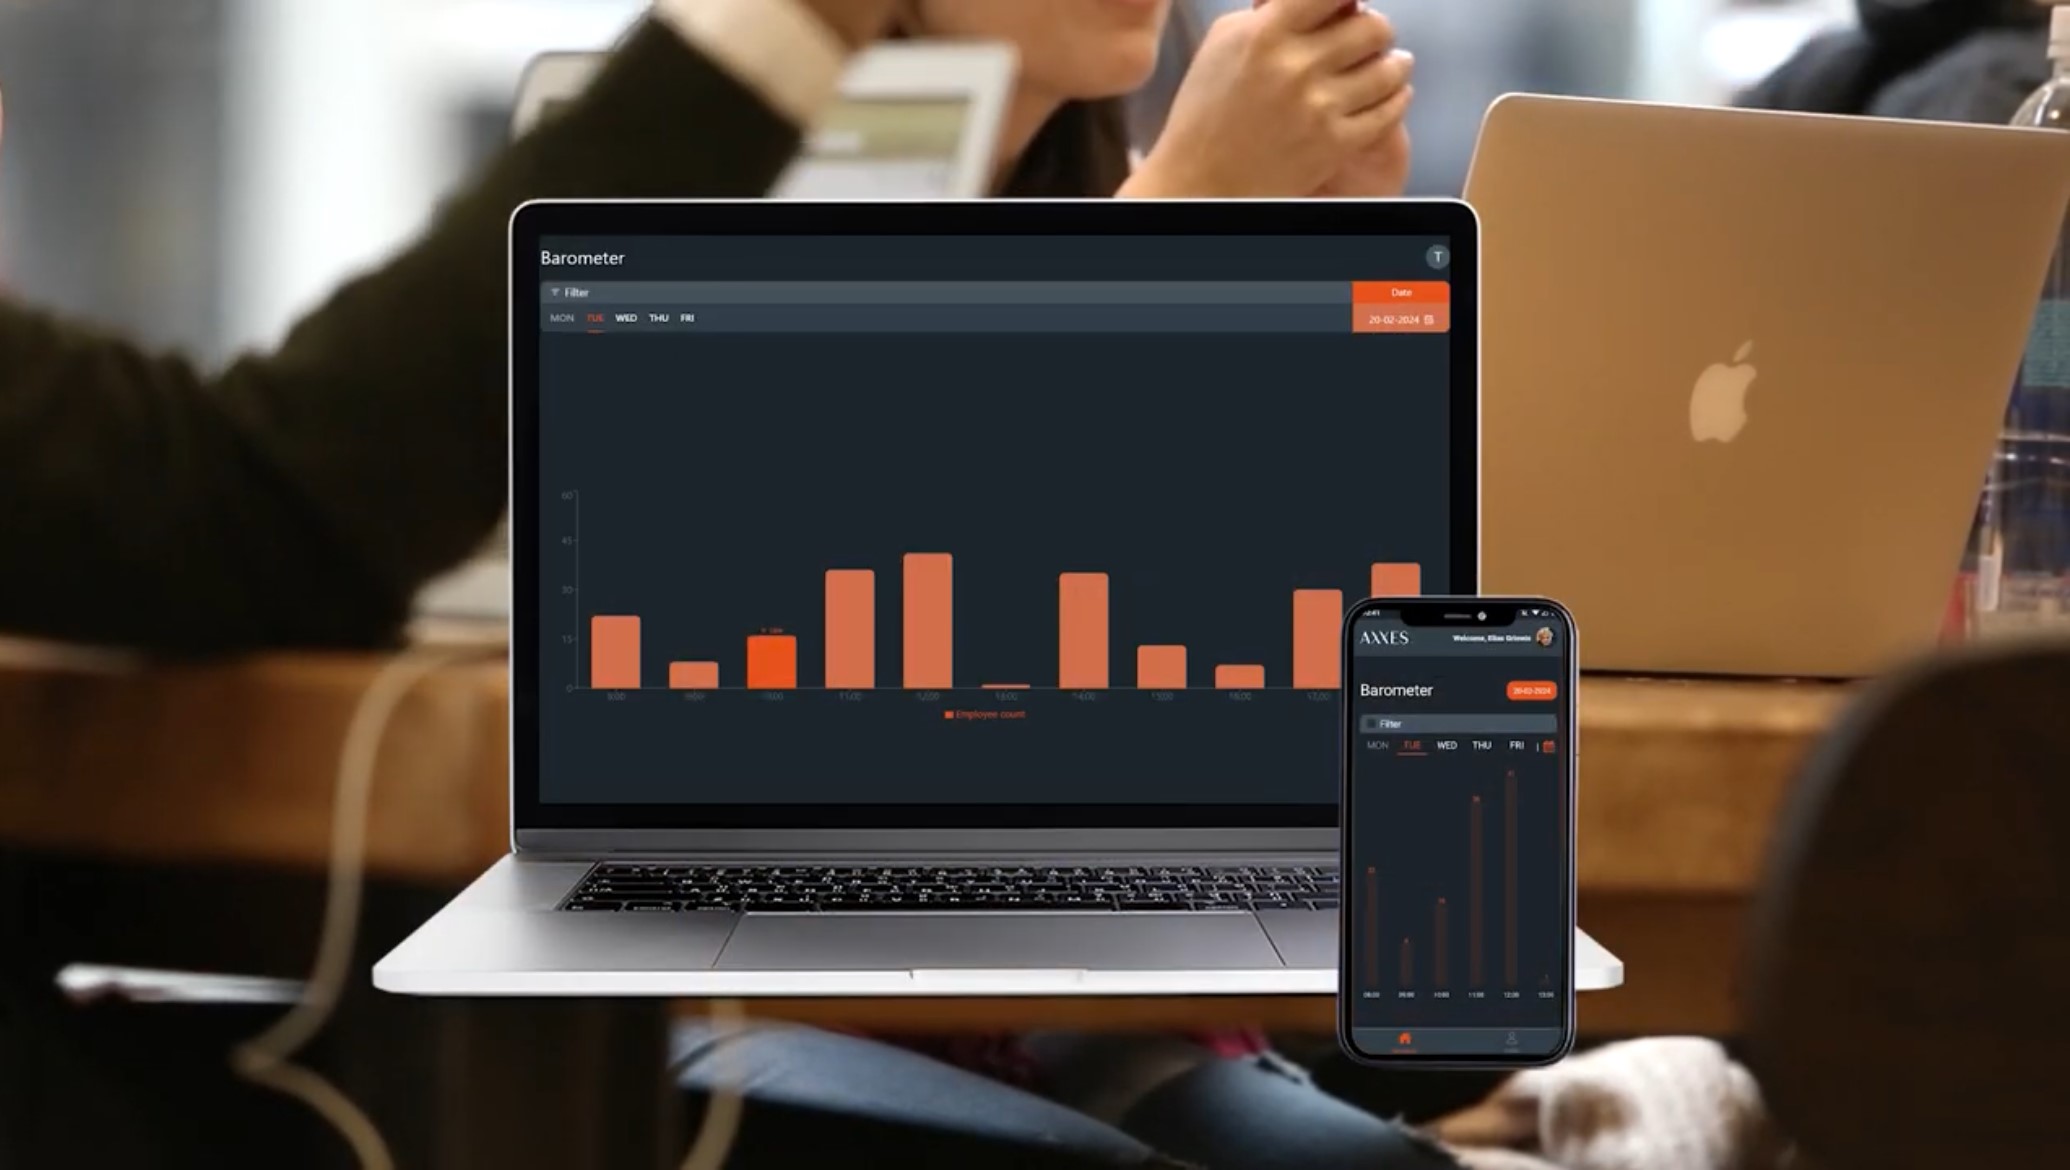 Barometer
T
Filter
Date
MON TUE WED THU FRI
20-02-2024
60
45
30
15
0
8:00 09:00 10:00 11:00 12:00 13:00 14:00 15:00 16:00 17:00
Employee count
AXXES
Welcome, Elias Grinwis
Barometer
20-02-2024
Filter
MON TUE WED THU FRI
08:00 09:00 10:00 11:00 12:00 13:00